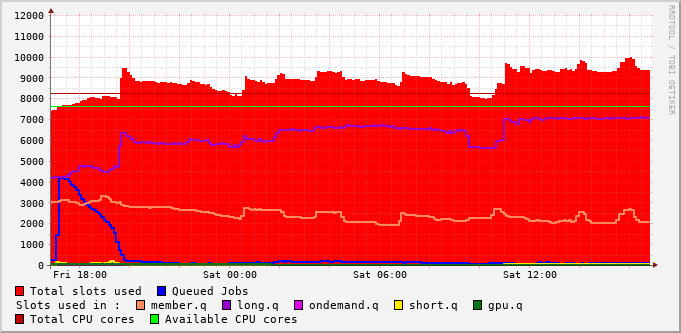 RRDTOOL / TOBI OETIKER
12000
11000
10000
9000
8000
7000
6000
5000
4000
3000
2000
1000
0
Fri 18:00 Sat 00:00 Sat 06:00 Sat 12:00
Total slots used Queued Jobs
Slots used in : member.q long.q ondemand.q short.q gpu.q
Total CPU cores Available CPU cores